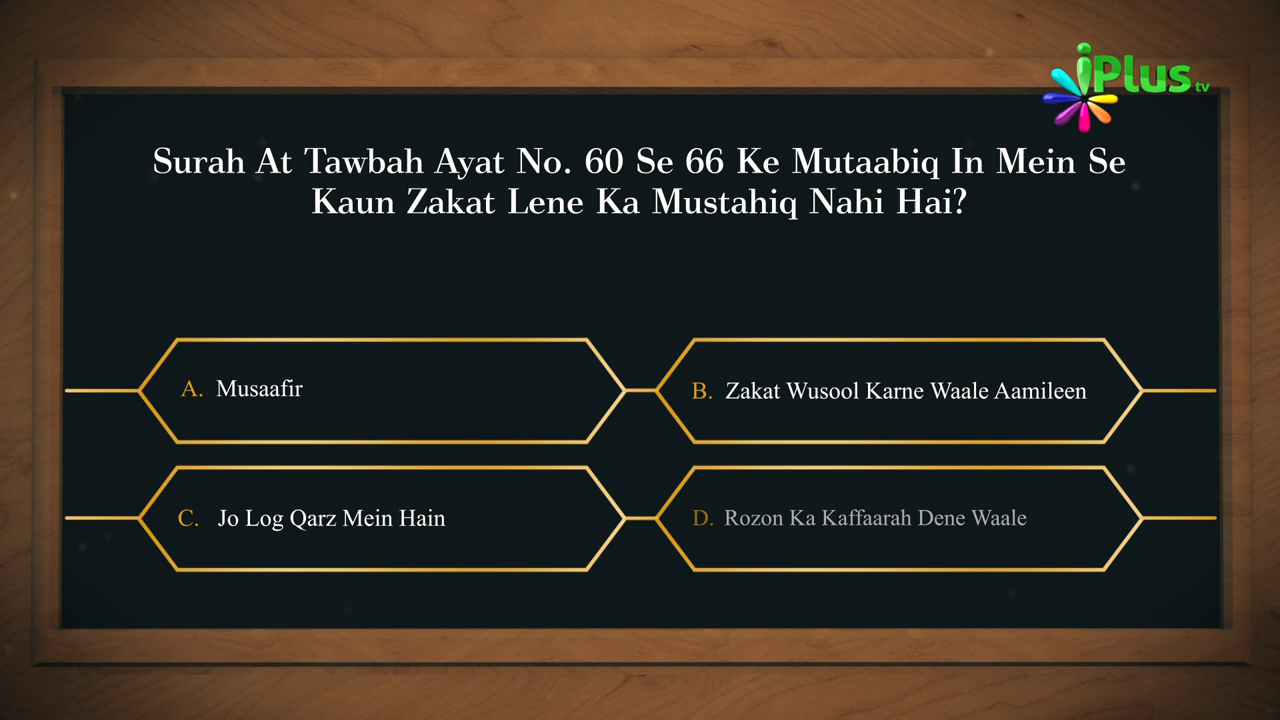 iPlus tv
Surah At Tawbah Ayat No. 60 Se 66 Ke Mutaabiq In Mein Se
Kaun Zakat Lene Ka Mustahiq Nahi Hai?
A. Musaafir
B. Zakat Wusool Karne Waale Aamileen
C. Jo Log Qarz Mein Hain
D. Rozon Ka Kaffaarah Dene Waale